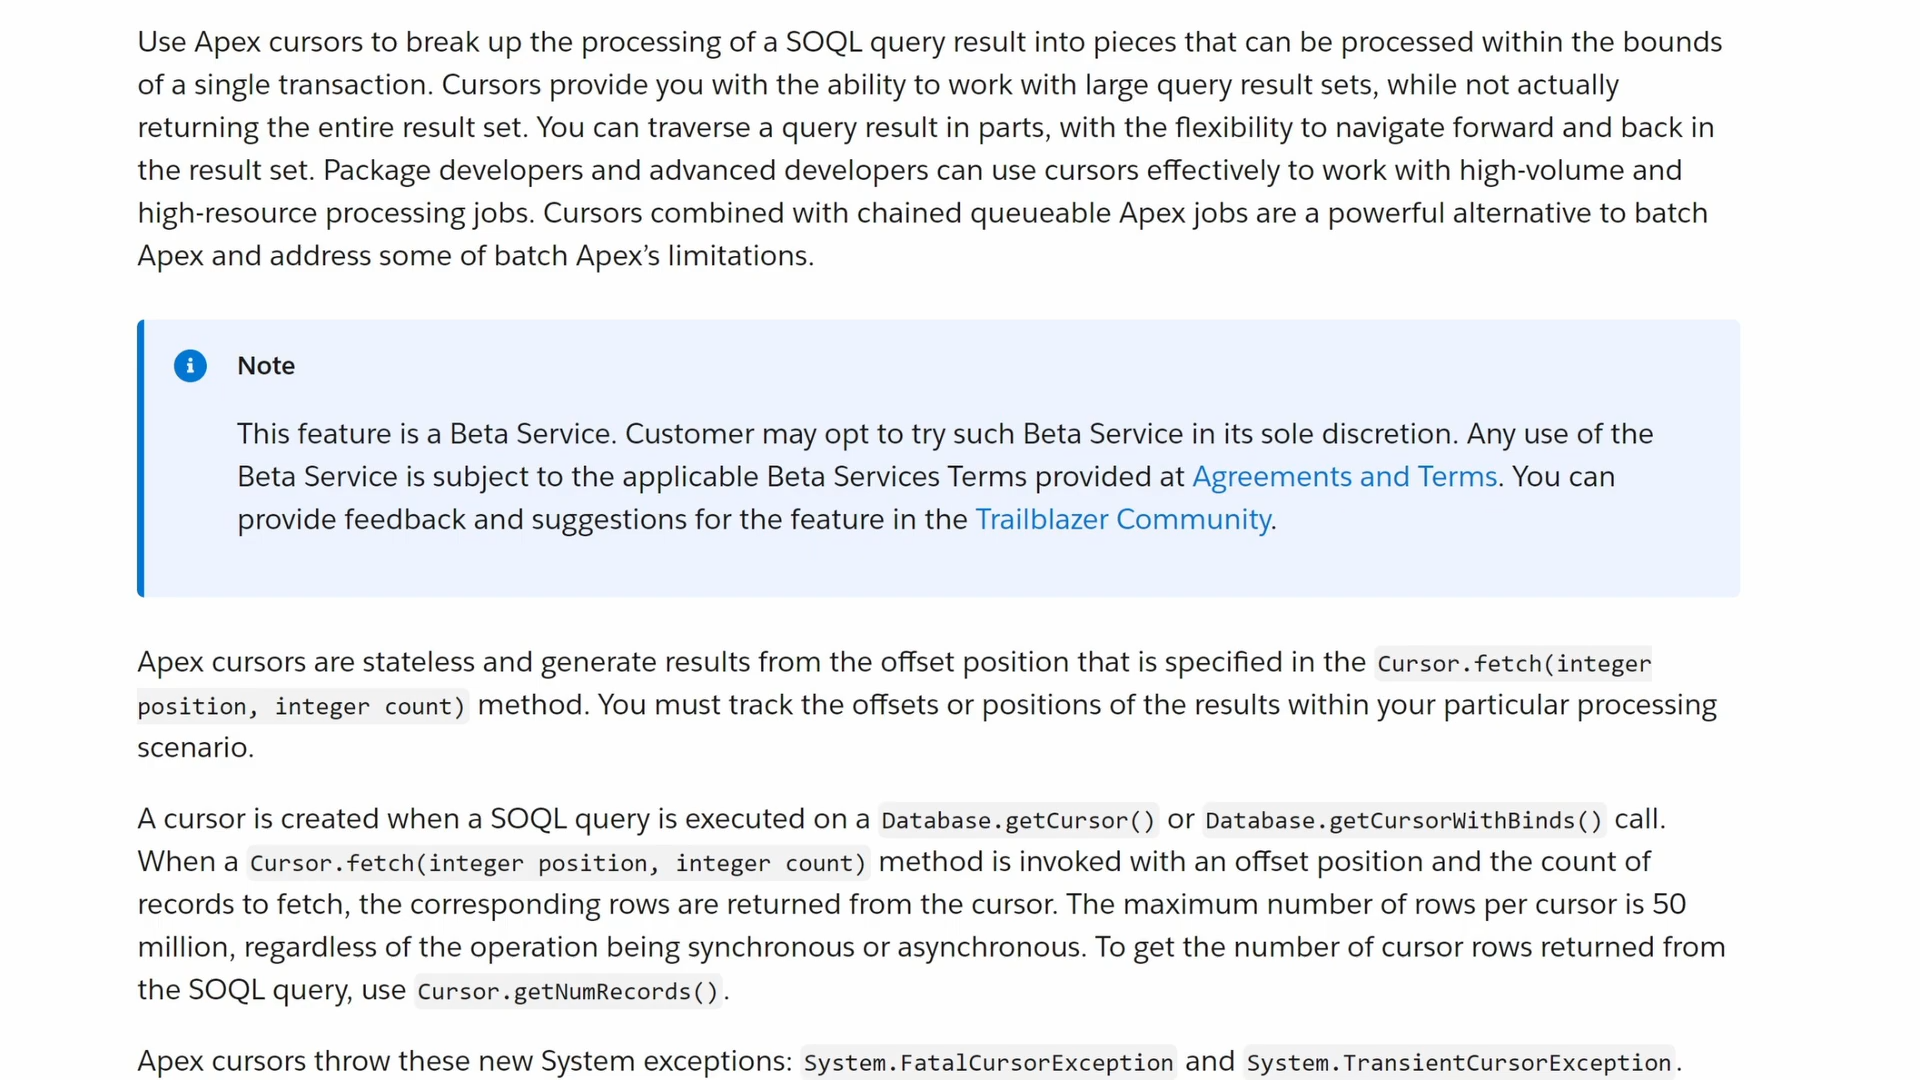 Use Apex cursors to break up the processing of a SOQL query result into pieces that can be processed within the bounds
of a single transaction. Cursors provide you with the ability to work with large query result sets, while not actually
returning the entire result set. You can traverse a query result in parts, with the flexibility to navigate forward and back in
the result set. Package developers and advanced developers can use cursors effectively to work with high-volume and
high-resource processing jobs. Cursors combined with chained queueable Apex jobs are a powerful alternative to batch
Apex and address some of batch Apex’s limitations.
Note
This feature is a Beta Service. Customer may opt to try such Beta Service in its sole discretion. Any use of the
Beta Service is subject to the applicable Beta Services Terms provided at Agreements and Terms. You can
provide feedback and suggestions for the feature in the Trailblazer Community.
Apex cursors are stateless and generate results from the offset position that is specified in the Cursor.fetch(integer
position, integer count) method. You must track the offsets or positions of the results within your particular processing
scenario.
A cursor is created when a SOQL query is executed on a Database.getCursor() or Database.getCursorWithBinds() call.
When a Cursor.fetch(integer position, integer count) method is invoked with an offset position and the count of
records to fetch, the corresponding rows are returned from the cursor. The maximum number of rows per cursor is 50
million, regardless of the operation being synchronous or asynchronous. To get the number of cursor rows returned from
the SOQL query, use Cursor.getNumRecords().
Apex cursors throw these new System exceptions: System.FatalCursorException and System.TransientCursorException.